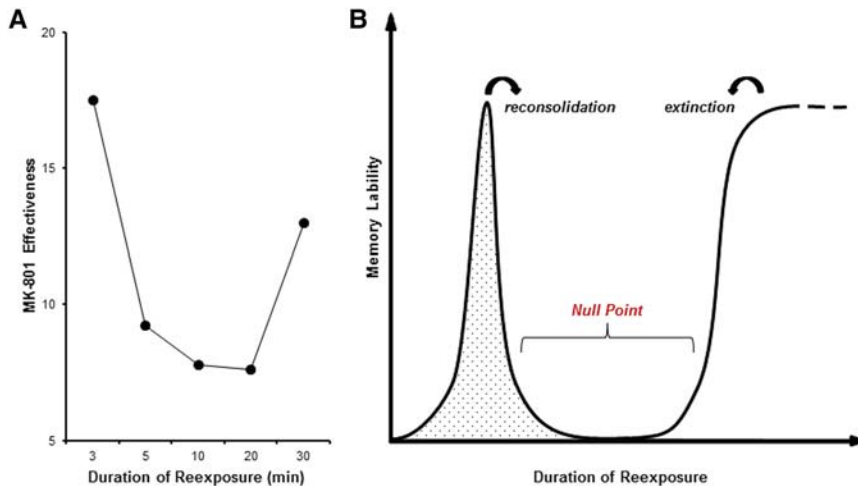 A
B
20
15
10
5
MK-801 Effectiveness
3 5 10 20 30
Duration of Reexposure (min)
Memory Lability
reconsolidation
extinction
Null Point
Duration of Reexposure